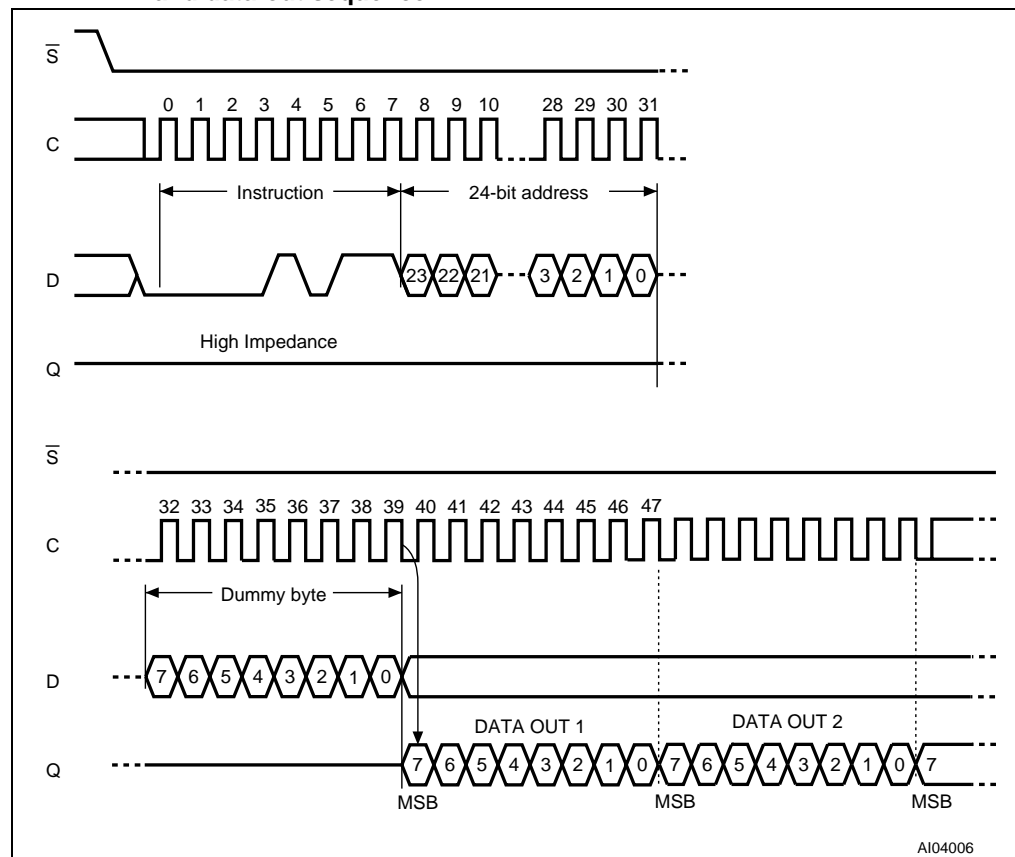 S
0 1 2 3 4 5 6 7 8 9 10 28 29 30 31
C
Instruction 24-bit address
D 23 22 21 3 2 1 0
High Impedance
Q
S
32 33 34 35 36 37 38 39 40 41 42 43 44 45 46 47
C
Dummy byte
D 7 6 5 4 3 2 1 0
DATA OUT 1 DATA OUT 2
Q 7 6 5 4 3 2 1 0 7 6 5 4 3 2 1 0 7
MSB MSB MSB
AI04006